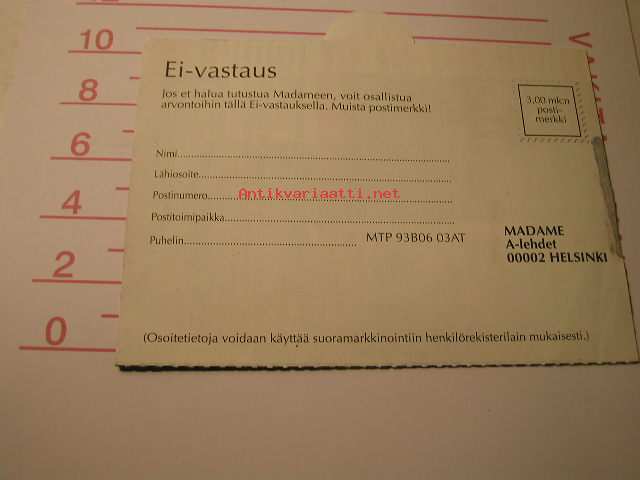 10
8
6
4
2
0
Ei-vastaus
Jos et halua tutustua Madameen, voit osallistua
arvontoihin tällä Ei-vastauksella. Muista postimerkki!
3,00 mk:n
posti-
merkki
Nimi
Lähiosoite
Postinumero
Antikvariaatti.net
Postitoimipaikka
Puhelin
MTP 93B06 03AT
MADAME
A-lehdet
00002 HELSINKI
(Osoitetietoja voidaan käyttää suoramarkkinointiin henkilörekisterilain mukaisesti.)